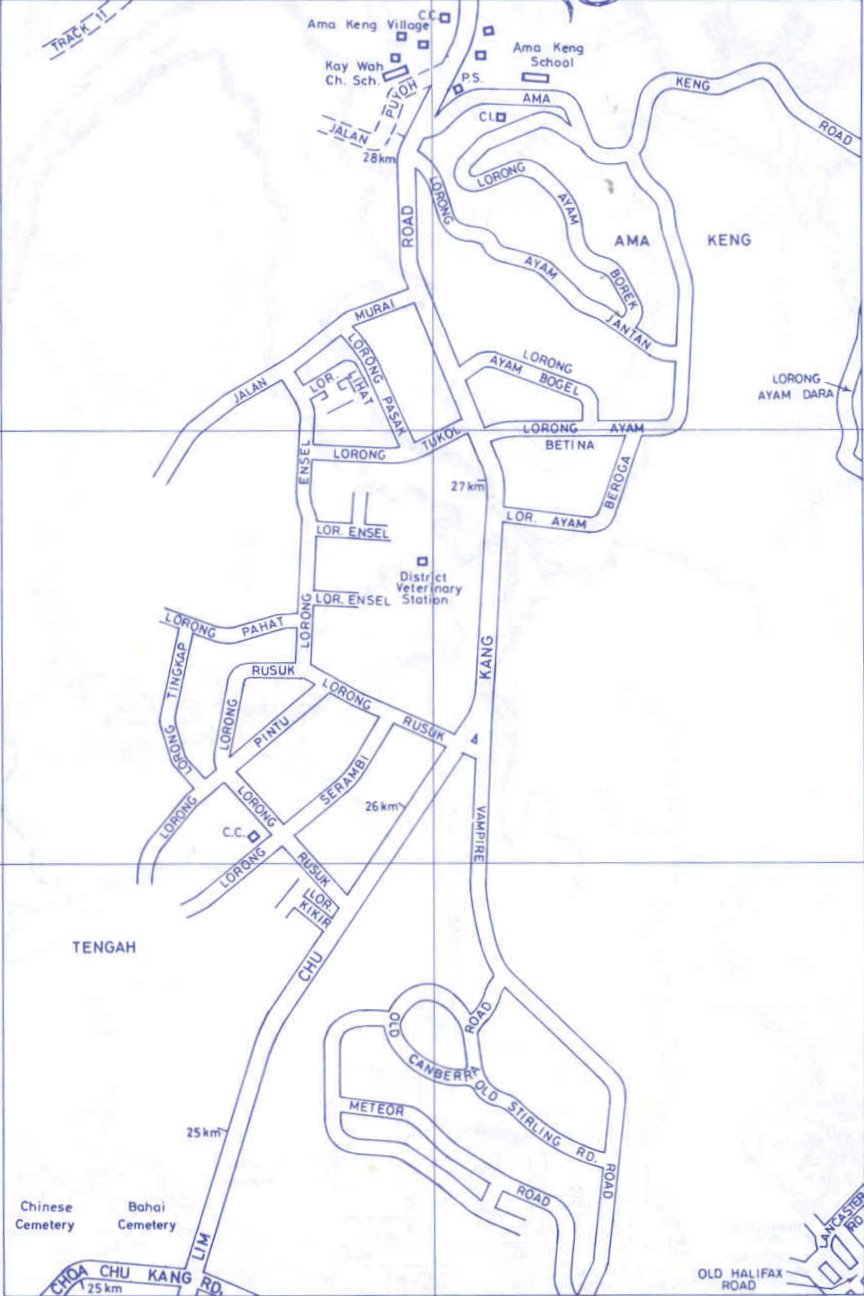 TRACK 11
C.C.
Ama Keng Village
Kay Wah
Ch. Sch.
PUYOH
JALAN
28km
P.S.
Ama Keng
School
AMA
C.I.
KENG
ROAD
LORONG
AYAM
BOREK
LORONG
AYAM
JANTAN
AMA KENG
ROAD
MURAI
JALAN
LORONG PASAK
LOR. LIHAT
LORONG
AYAM BOGEL
LORONG
AYAM DARA
LORONG AYAM
BETINA
LORONG TUKOL
ENSEL
27km
LOR. AYAM
BEROGA
LOR. ENSEL
District
Veterinary
Station
LOR. ENSEL
LORONG
LORONG PAHAT
KANG
TINGKAP
LORONG
RUSUK
LORONG
LORONG
RUSUK
PINTU
LORONG
SERAMBI
LORONG
26km
VAMPIRE
LORONG
RUSUK
C.C.
LOR.
KIKIR
TENGAH
CHU
OLD
CANBERRA
ROAD
OLD STIRLING RD.
METEOR
ROAD
ROAD
25km
Chinese
Cemetery
Bahai
Cemetery
LIM
CHOA CHU KANG RD.
25km
LANCASTER
RD
OLD HALIFAX
ROAD